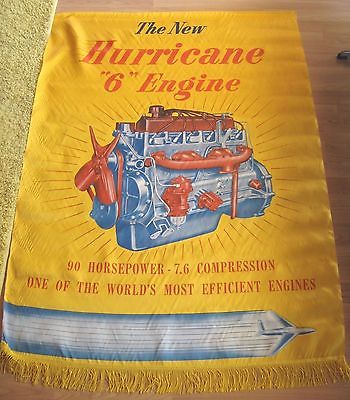 The New
Hurricane
"6" Engine
90 HORSEPOWER - 7.6 COMPRESSION
ONE OF THE WORLD'S MOST EFFICIENT ENGINES